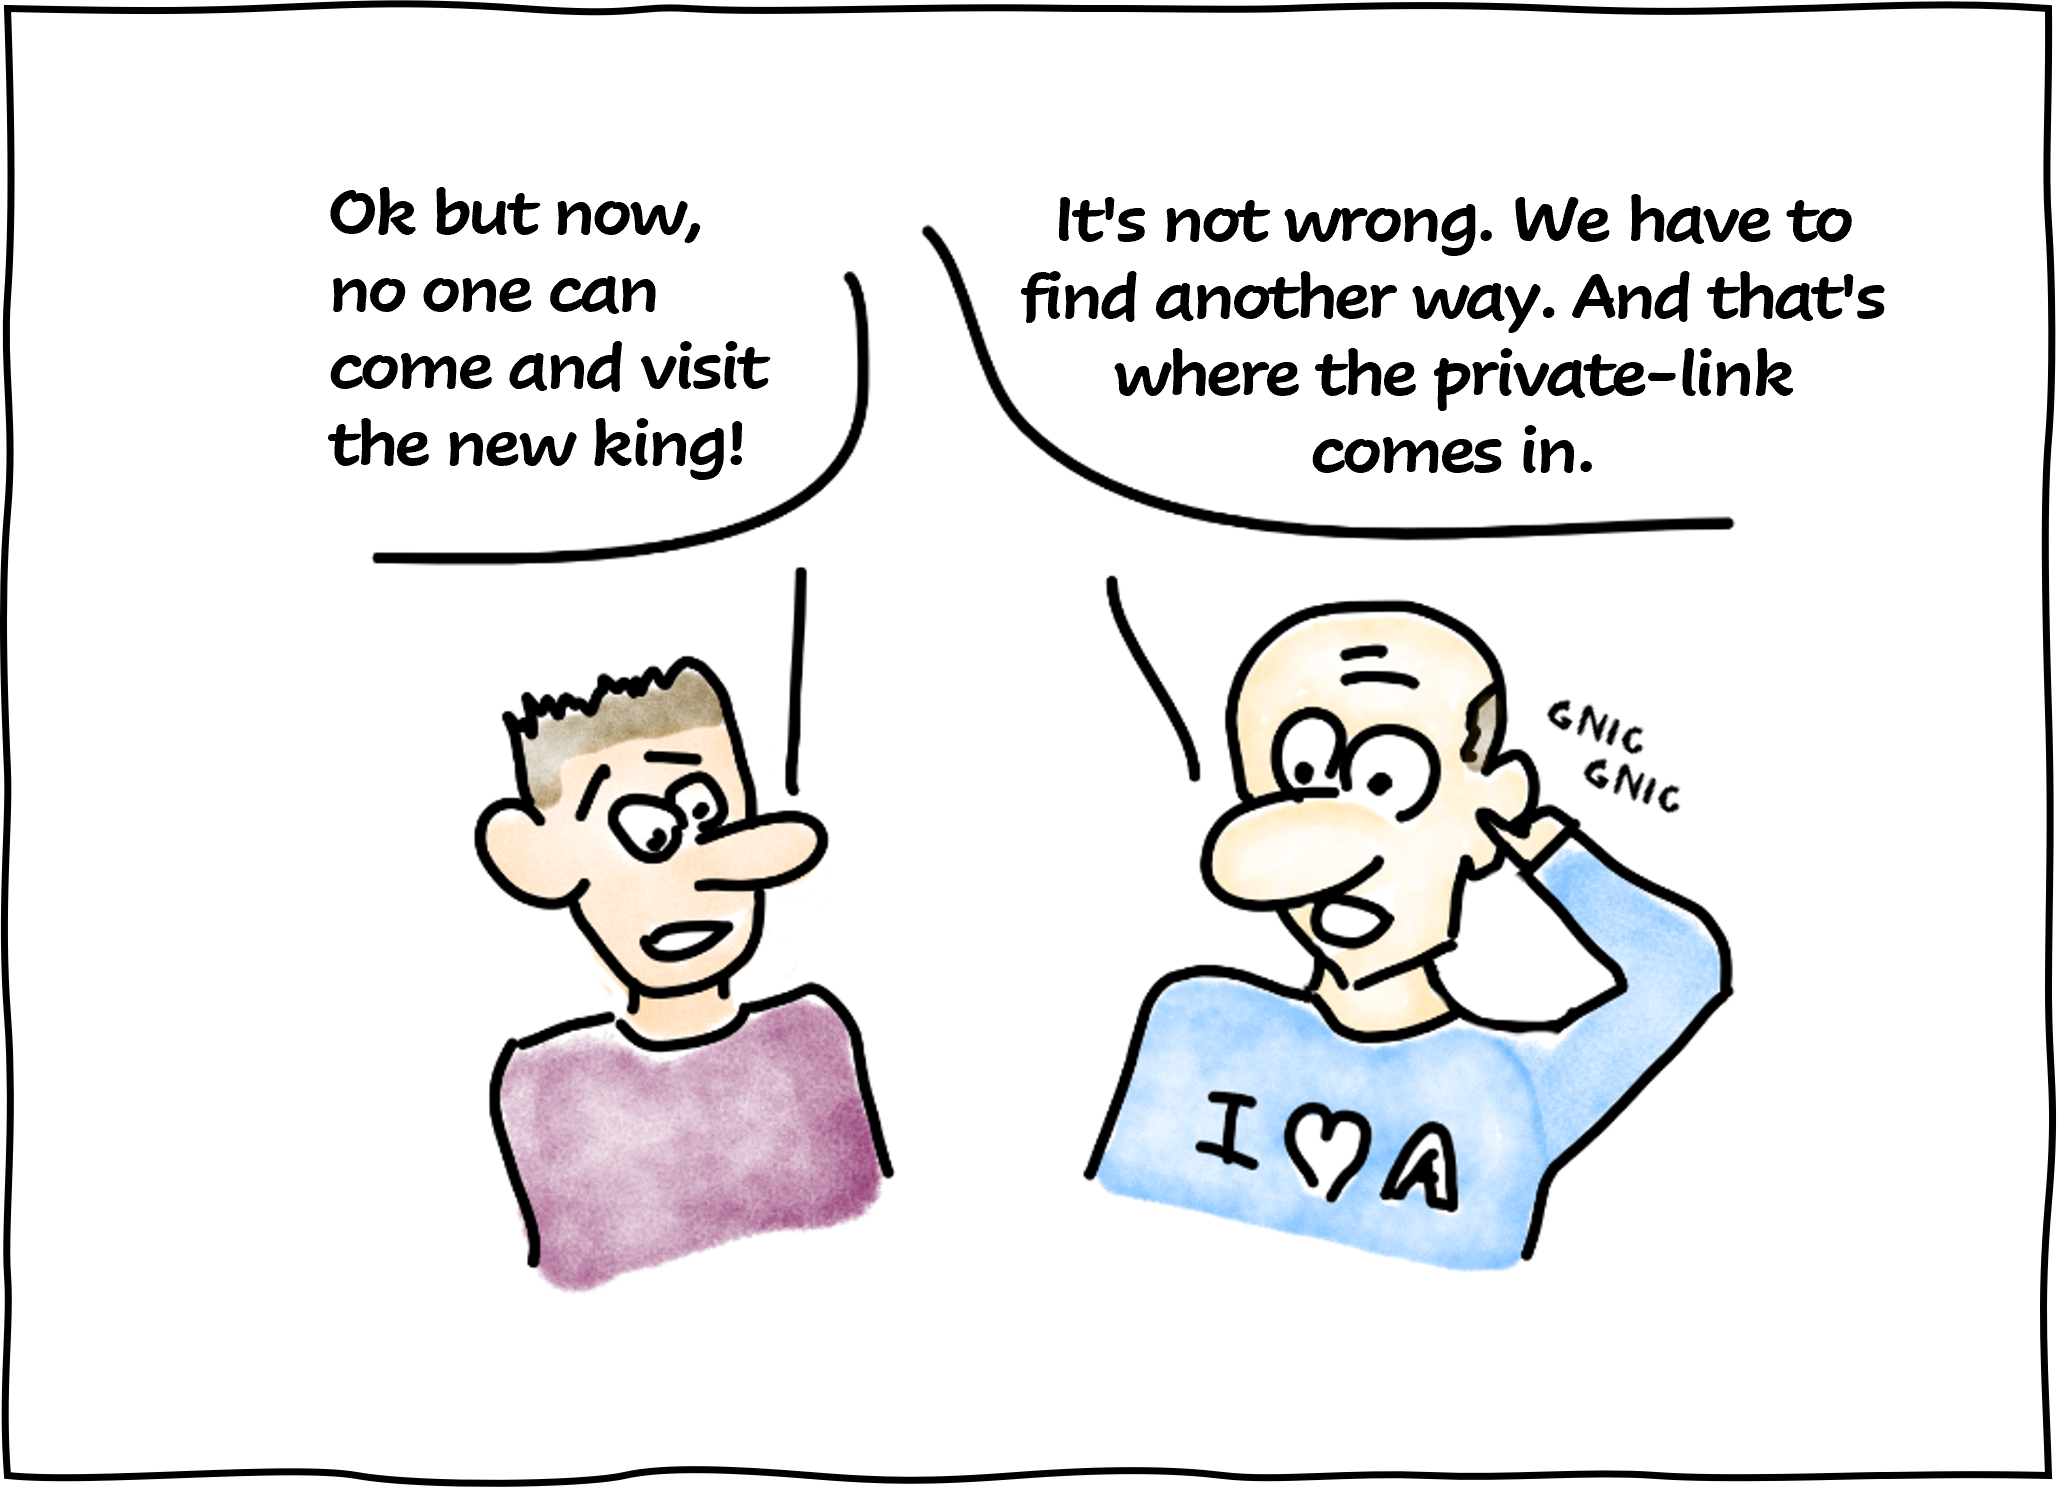 Ok but now,
no one can
come and visit
the new king!
It's not wrong. We have to
find another way. And that's
where the private-link
comes in.
GNIC
GNIC
I ♡ A